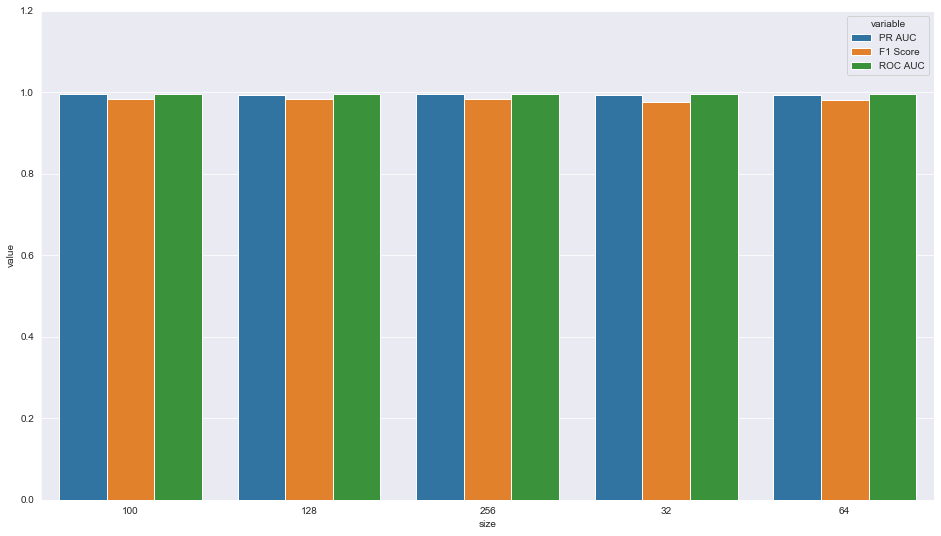 1.2
1.0
0.8
0.6
0.4
0.2
0.0
value
variable
PR AUC
F1 Score
ROC AUC
100 128 256 32 64
size